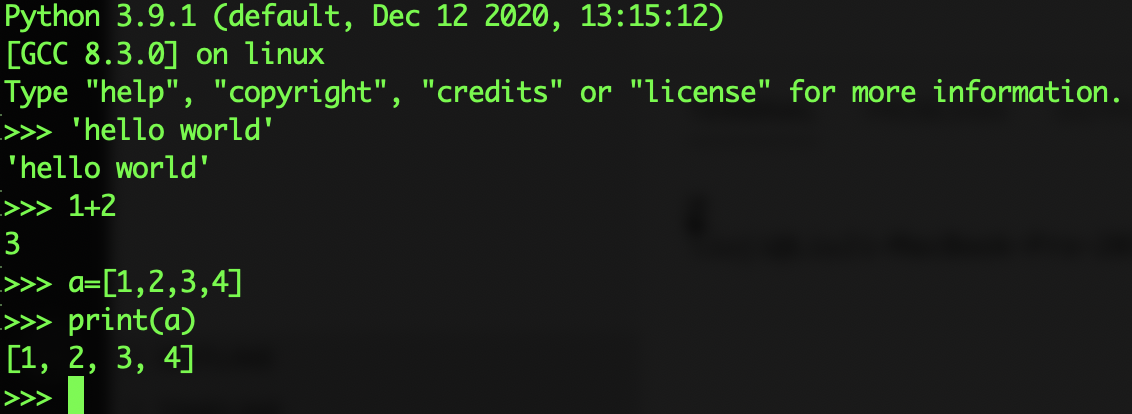 Python 3.9.1 (default, Dec 12 2020, 13:15:12)
[GCC 8.3.0] on linux
Type "help", "copyright", "credits" or "license" for more information.
>>> 'hello world'
'hello world'
>>> 1+2
3
>>> a=[1,2,3,4]
>>> print(a)
[1, 2, 3, 4]
>>>